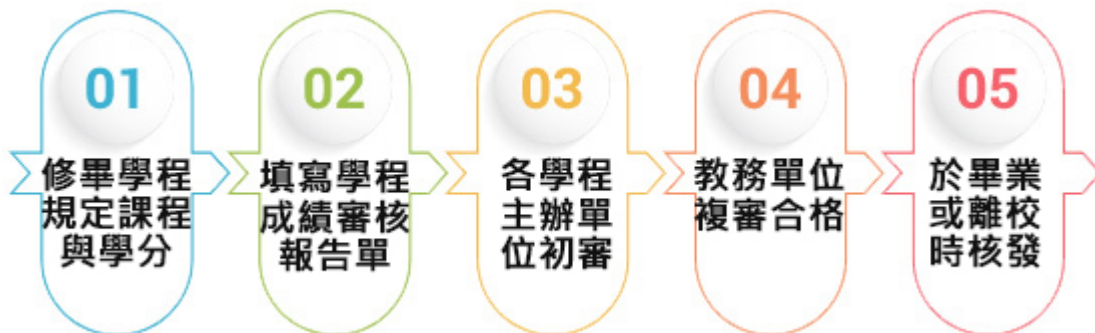 01
修畢學程
規定課程
與學分
02
填寫學程
成績審核
報告單
03
各學程
主辦單
位初審
04
教務單位
複審合格
05
於畢業
或離校
時核發